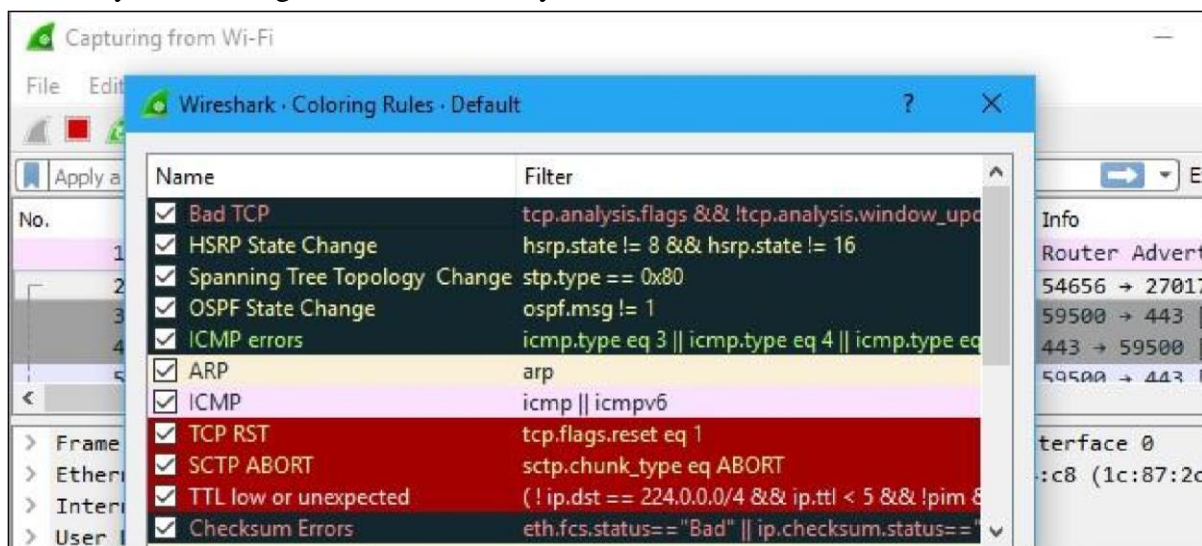 Capturing from Wi-Fi
File Edit
Wireshark · Coloring Rules · Default ? ×
Apply a
Name Filter
No. Info
Bad TCP tcp.analysis.flags && !tcp.analysis.window_upd
1 HSRP State Change hsrp.state != 8 && hsrp.state != 16 Router Advert
2 Spanning Tree Topology Change stp.type == 0x80 54656 → 27017
3 OSPF State Change ospf.msg != 1 59500 → 443
4 ICMP errors icmp.type eq 3 || icmp.type eq 4 || icmp.type eq 443 → 59500
5 ARP arp 59500 → 443
ICMP icmp || icmpv6
Frame TCP RST tcp.flags.reset eq 1 terface 0
Ether SCTP ABORT sctp.chunk_type eq ABORT :c8 (1c:87:2c
Inter TTL low or unexpected ( ! ip.dst == 224.0.0.0/4 && ip.ttl < 5 && !pim &
User Checksum Errors eth.fcs.status=="Bad" || ip.checksum.status=="